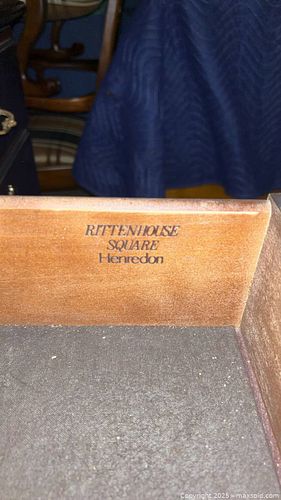 RITTENHOUSE
SQUARE
Henredon
Copyright 2025 - maxsold.com